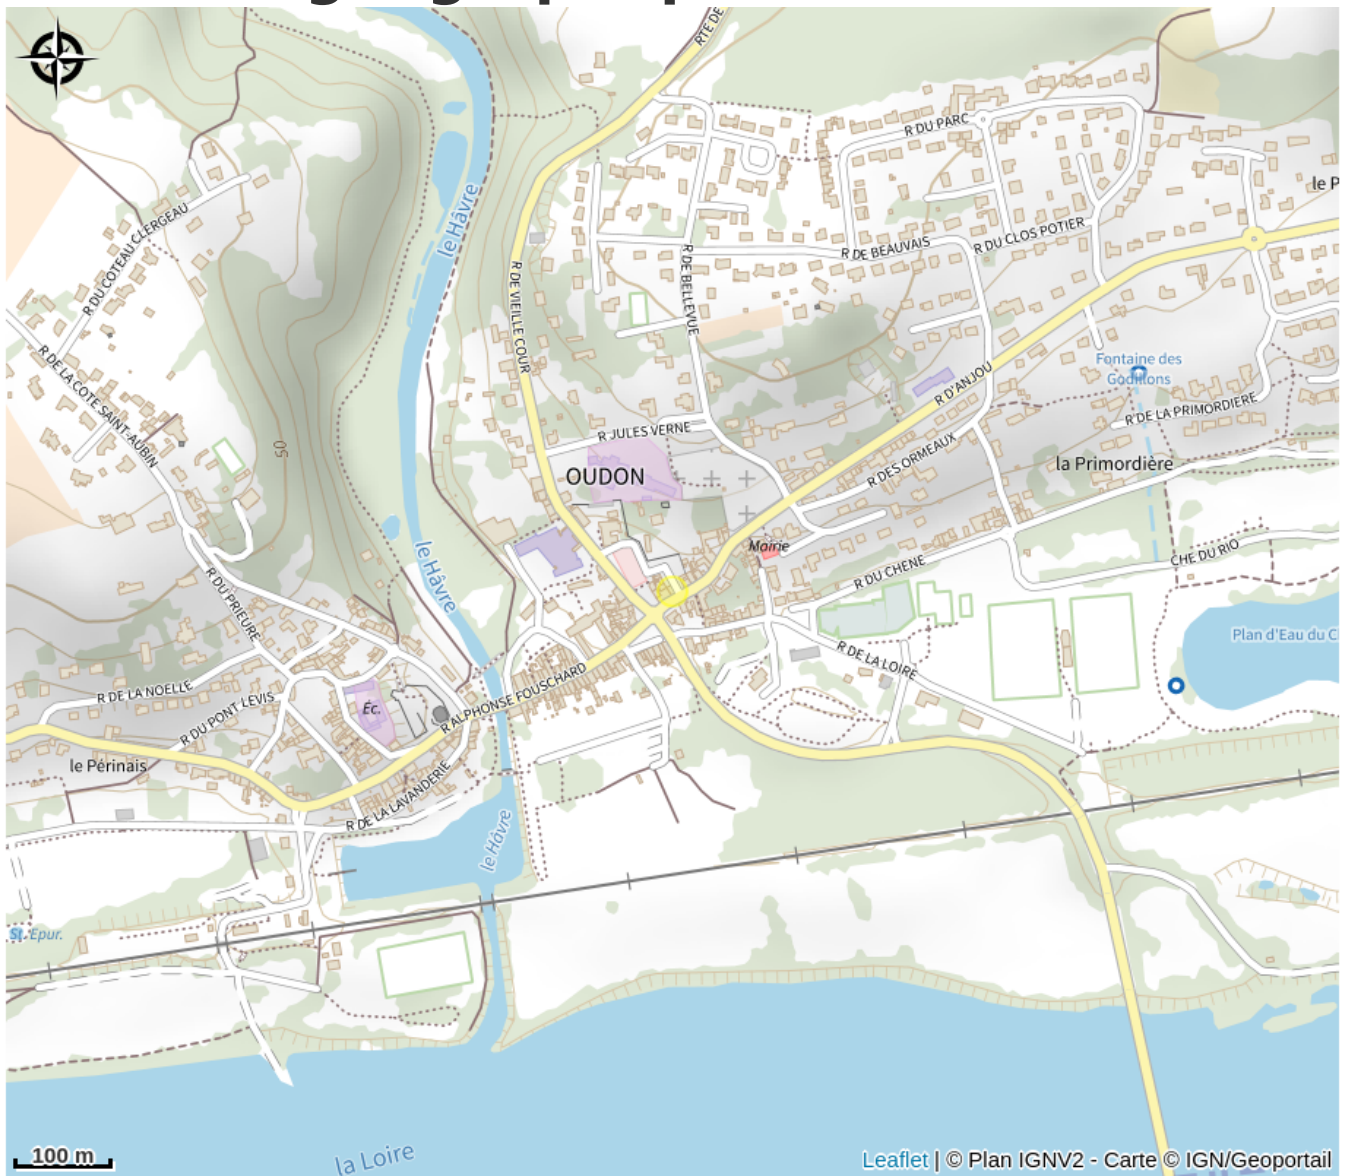 RTE DE
R DU PARC
le P
le Hâvre
R DU COTEAU CLERGEAU
R DE BEAUVAIS
R DU CLOS POTIER
R DE VIEILLE COUR
R DE BELLEVUE
R DE LA COTE SAINT-AUBIN
Fontaine des
Godillons
R D'ANJOU
R DE LA PRIMORDIERE
R JULES VERNE
50
OUDON
R DES ORMEAUX
la Primordière
Mairie
le Hâvre
CHE DU RIO
R DU CHENE
R DU PRIEURE
Plan d'Eau du C
R DE LA LOIRE
R DE LA NOELLE
R ALPHONSE FOUSCHARD
Éc.
R DU PONT LEVIS
le Périnais
R DE LA LAVANDERIE
le Hâvre
St. Epur.
100 m
la Loire
Leaflet | © Plan IGNV2 - Carte © IGN/Geoportail